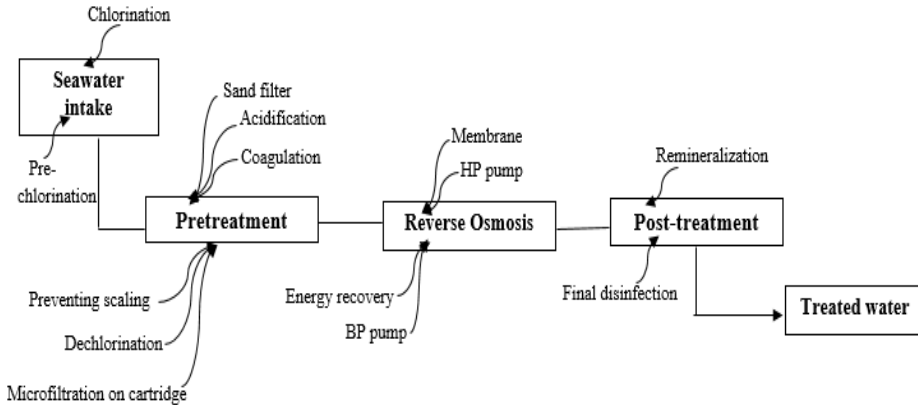 Chlorination
Seawater
intake
Pre-
chlorination
Sand filter
Acidification
Coagulation
Pretreatment
Preventing scaling
Dechlorination
Microfiltration on cartridge
Membrane
HP pump
Reverse Osmosis
Energy recovery
BP pump
Remineralization
Post-treatment
Final disinfection
Treated water